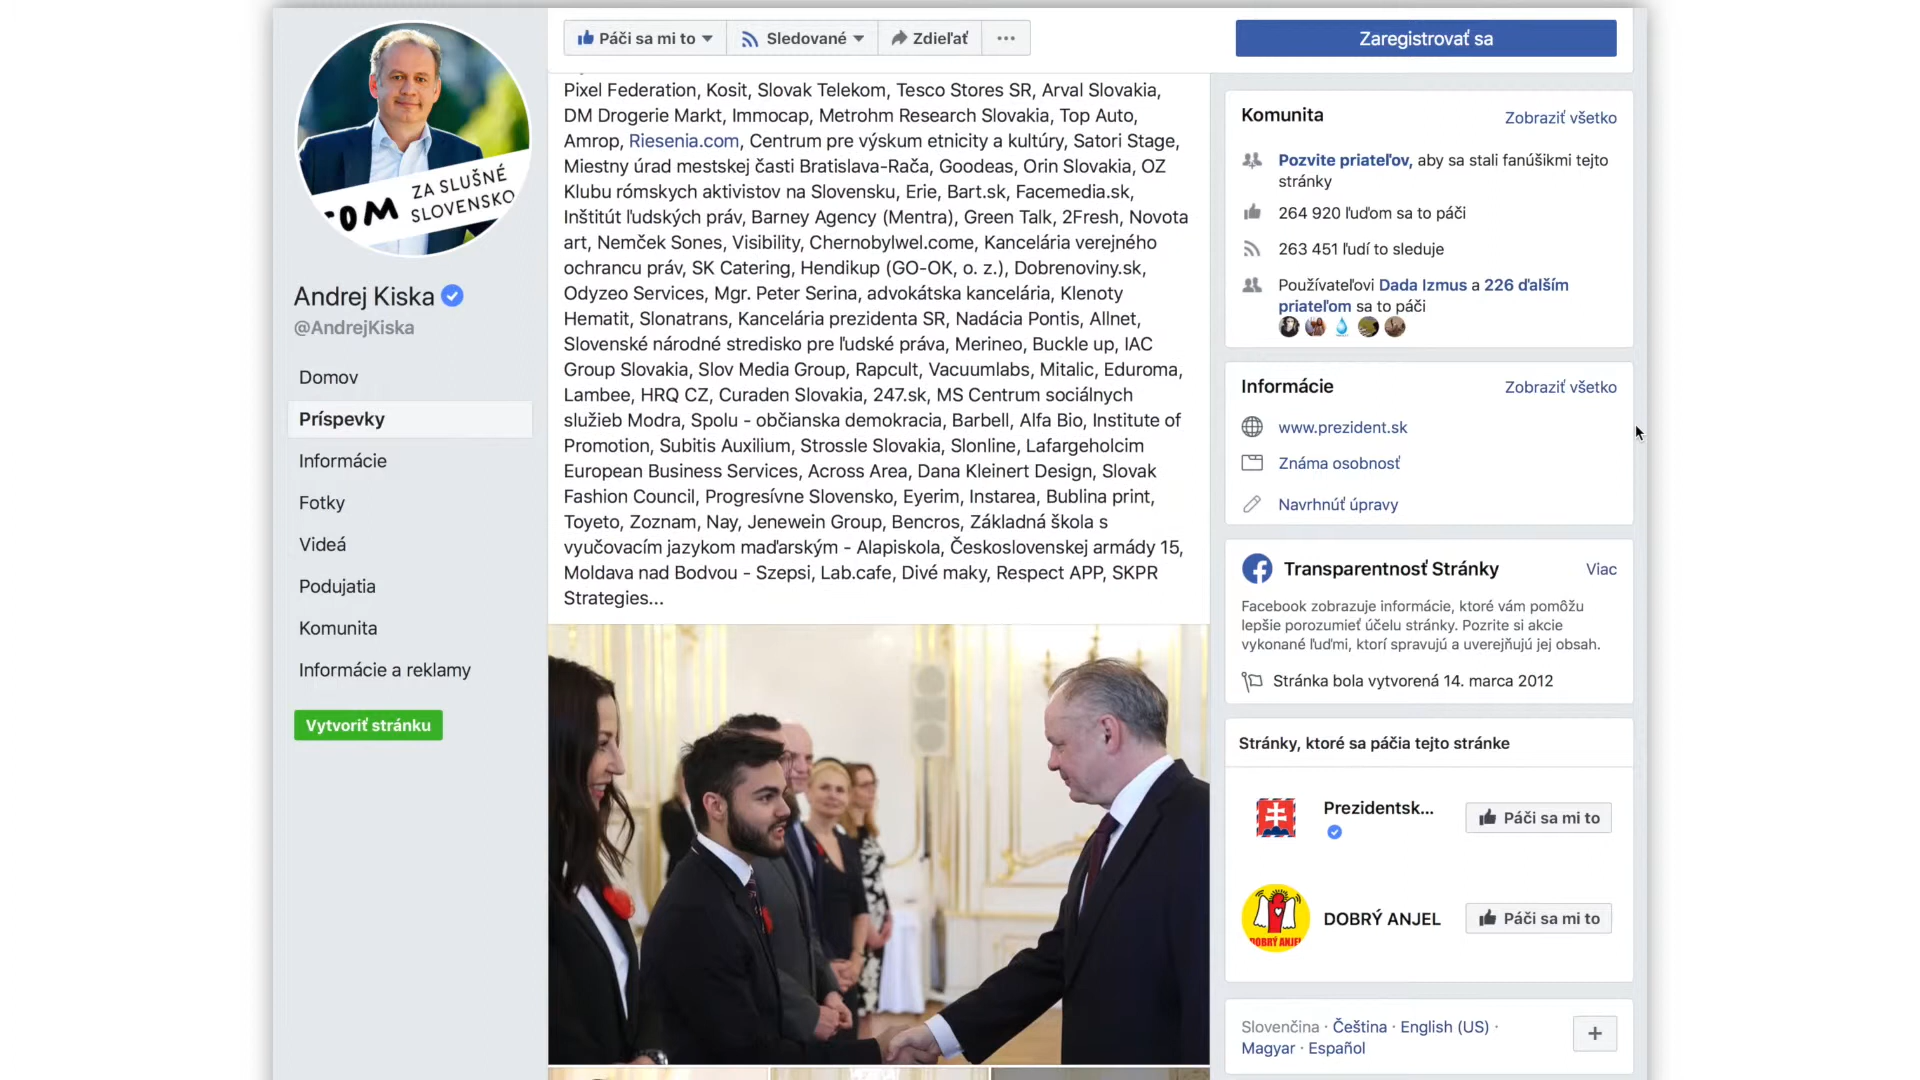 ZA SLUŠNÉ
SLOVENSKO
Andrej Kiska
@AndrejKiska
Domov
Príspevky
Informácie
Fotky
Videá
Podujatia
Komunita
Informácie a reklamy
Vytvoriť stránku
Páči sa mi to
Sledované
Zdieľať
Zaregistrovať sa
Pixel Federation, Kosit, Slovak Telekom, Tesco Stores SR, Arval Slovakia,
DM Drogerie Markt, Immocap, Metrohm Research Slovakia, Top Auto,
Amrop, Riesenia.com, Centrum pre výskum etnicity a kultúry, Satori Stage,
Miestny úrad mestskej časti Bratislava-Rača, Goodeas, Orin Slovakia, OZ
Klubu rómskych aktivistov na Slovensku, Erie, Bart.sk, Facemedia.sk,
Inštitút ľudských práv, Barney Agency (Mentra), Green Talk, 2Fresh, Novota
art, Nemček Sones, Visibility, Chernobylwel.come, Kancelária verejného
ochrancu práv, SK Catering, Hendikup (GO-OK, o. z.), Dobrenoviny.sk,
Odyzeo Services, Mgr. Peter Serina, advokátska kancelária, Klenoty
Hematit, Slonatrans, Kancelária prezidenta SR, Nadácia Pontis, Allnet,
Slovenské národné stredisko pre ľudské práva, Merineo, Buckle up, IAC
Group Slovakia, Slov Media Group, Rapcult, Vacuumlabs, Mitalic, Eduroma,
Lambee, HRQ CZ, Curaden Slovakia, 247.sk, MS Centrum sociálnych
služieb Modra, Spolu - občianska demokracia, Barbell, Alfa Bio, Institute of
Promotion, Subitis Auxilium, Strossle Slovakia, Slonline, Lafargeholcim
European Business Services, Across Area, Dana Kleinert Design, Slovak
Fashion Council, Progresívne Slovensko, Eyerim, Instarea, Bublina print,
Toyeto, Zoznam, Nay, Jenewein Group, Bencros, Základná škola s
vyučovacím jazykom maďarským - Alapiskola, Československej armády 15,
Moldava nad Bodvou - Szepsi, Lab.cafe, Divé maky, Respect APP, SKPR
Strategies...
Komunita
Zobraziť všetko
Pozvite priateľov, aby sa stali fanúšikmi tejto
stránky
264 920 ľuďom sa to páči
263 451 ľudí to sleduje
Používateľovi Dada Izmus a 226 ďalším
priateľom sa to páči
Informácie
Zobraziť všetko
www.prezident.sk
Známa osobnosť
Navrhnúť úpravy
Transparentnosť Stránky
Viac
Facebook zobrazuje informácie, ktoré vám pomôžu
lepšie porozumieť účelu stránky. Pozrite si akcie
vykonané ľuďmi, ktorí spravujú a uverejňujú jej obsah.
Stránka bola vytvorená 14. marca 2012
Stránky, ktoré sa páčia tejto stránke
Prezidentsk...
Páči sa mi to
DOBRÝ ANJEL
DOBRÝ ANJEL
Páči sa mi to
Slovenčina · Čeština · English (US) ·
Magyar · Español